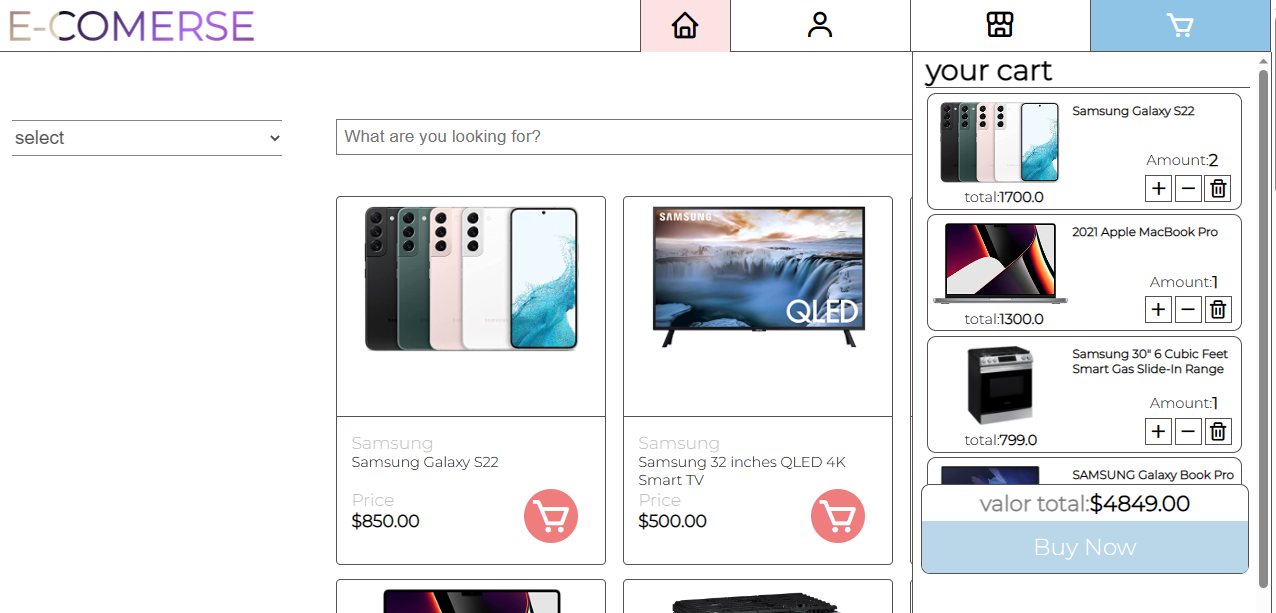 E-COMERSE
select
What are you looking for?
Samsung
Samsung Galaxy S22
Price
$850.00
SAMSUNG
QLED
Samsung
Samsung 32 inches QLED 4K
Smart TV
Price
$500.00
your cart
Samsung Galaxy S22
Amount:2
total:1700.0
2021 Apple MacBook Pro
Amount:1
total:1300.0
Samsung 30" 6 Cubic Feet
Smart Gas Slide-In Range
Amount:1
total:799.0
SAMSUNG Galaxy Book Pro
valor total:$4849.00
Buy Now